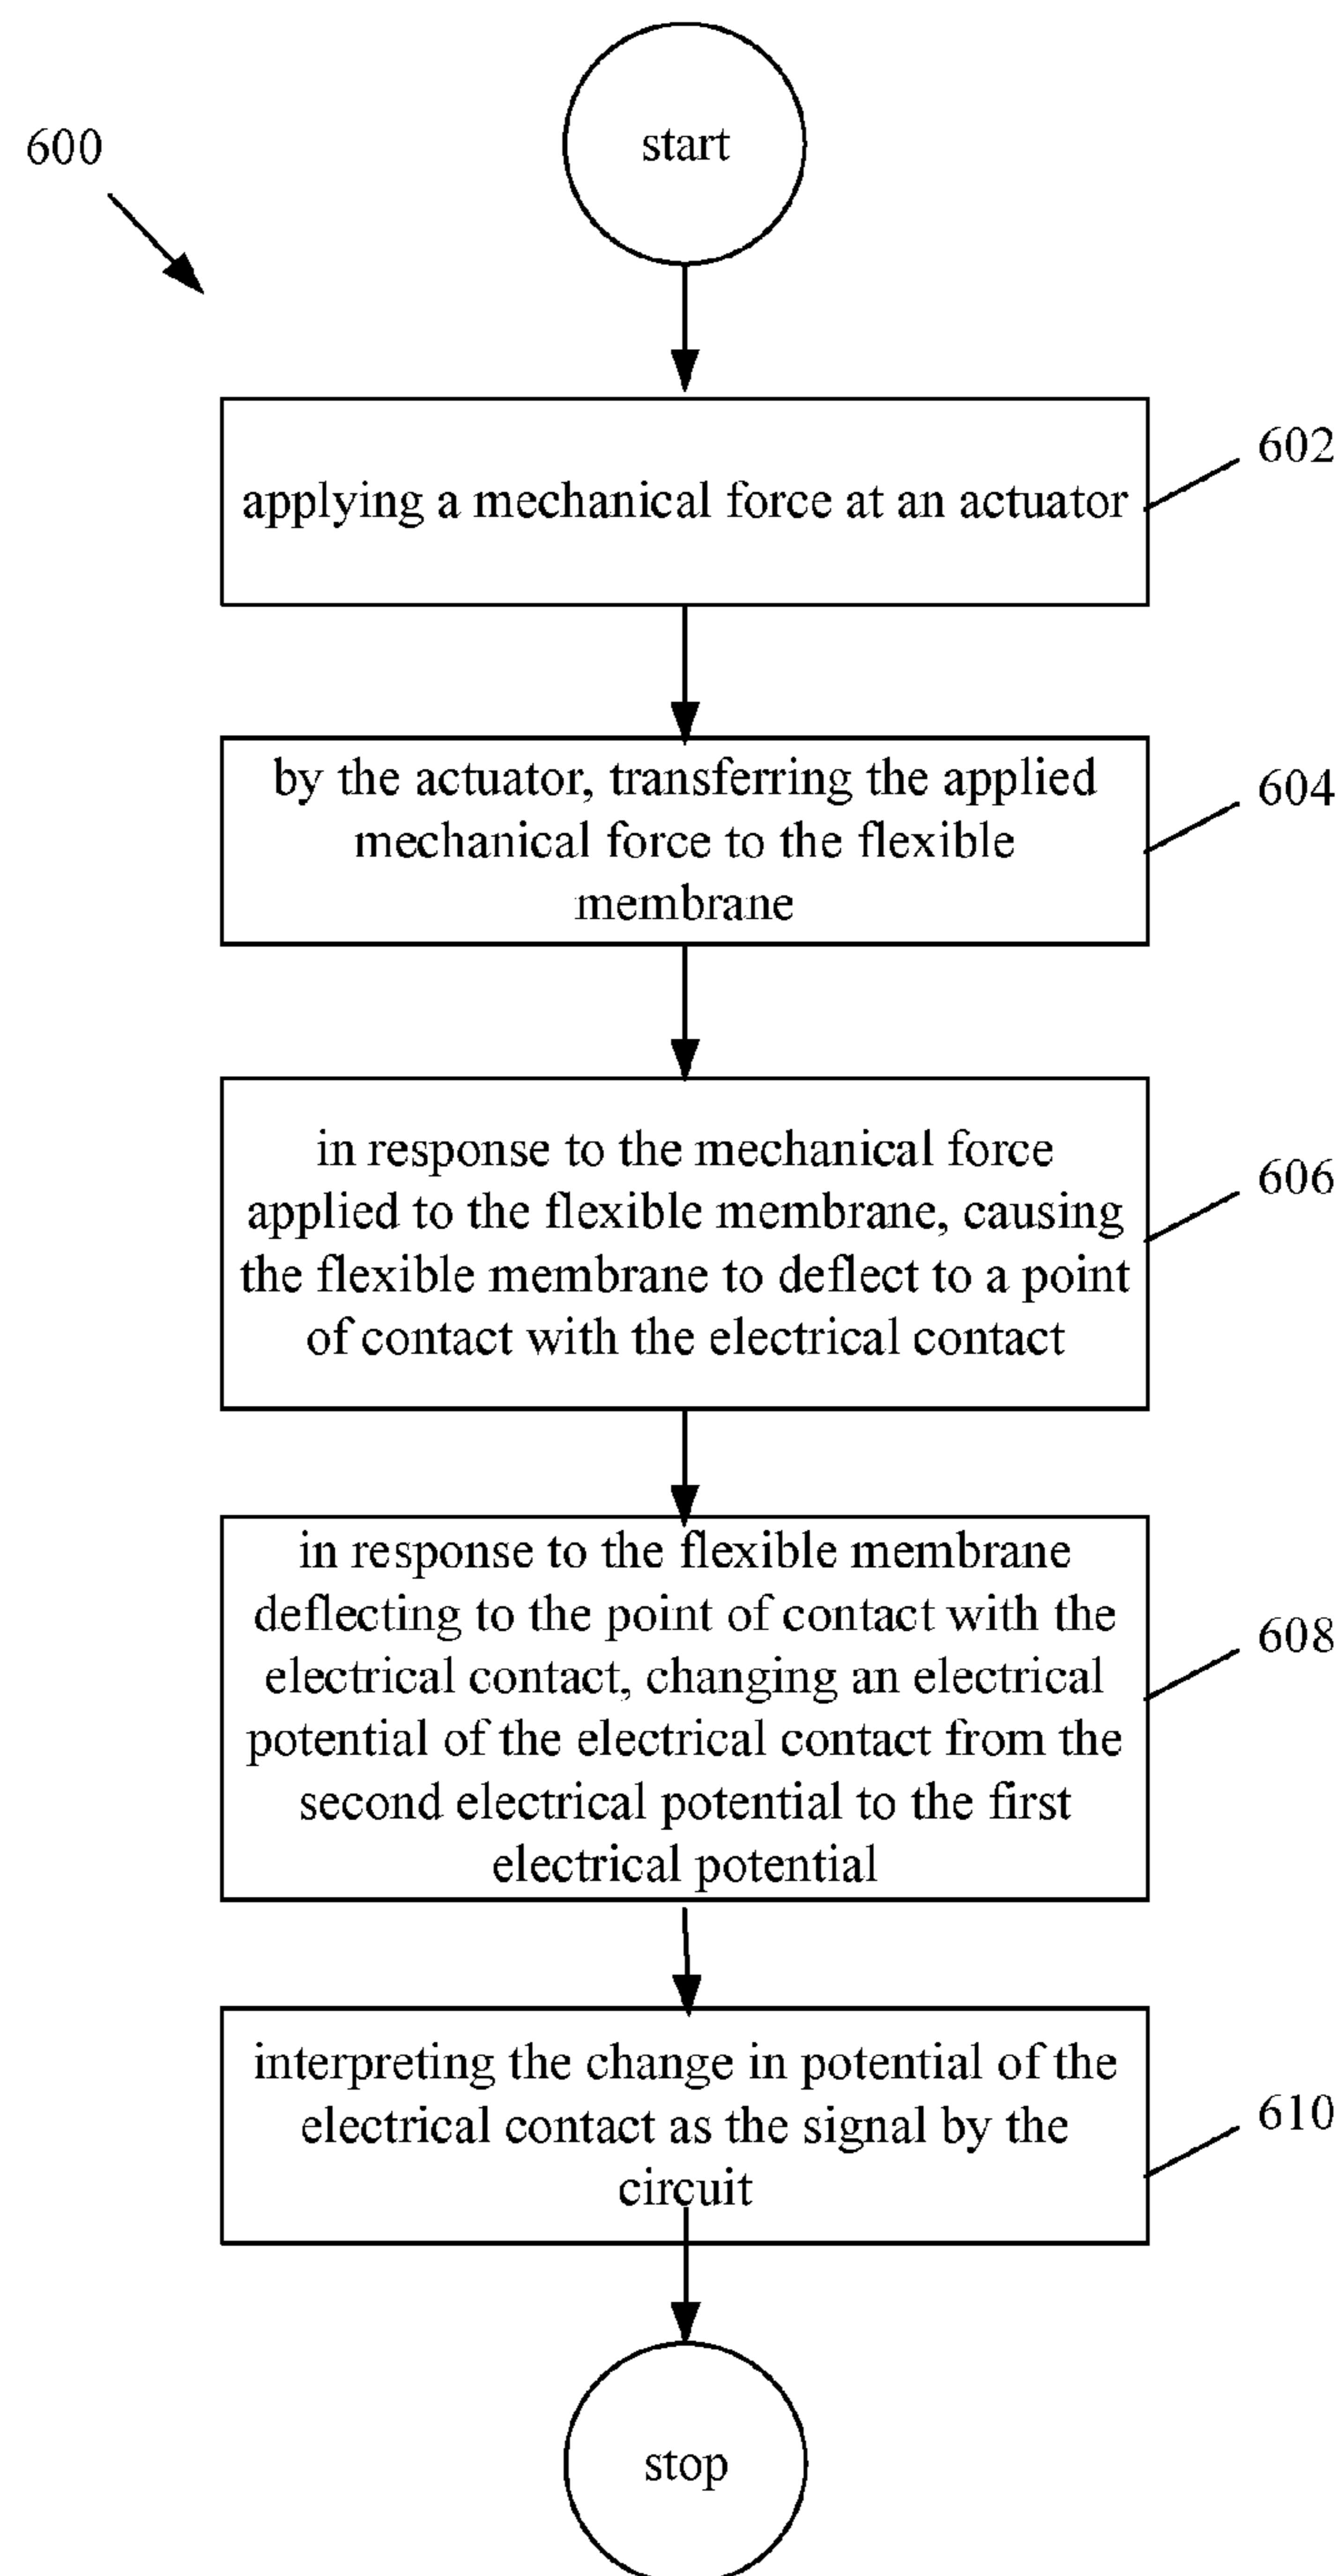 start
600
602
applying a mechanical force at an actuator
604
by the actuator, transferring the applied
mechanical force to the flexible
membrane
606
in response to the mechanical force
applied to the flexible membrane, causing
the flexible membrane to deflect to a point
of contact with the electrical contact
608
in response to the flexible membrane
deflecting to the point of contact with the
electrical contact, changing an electrical
potential of the electrical contact from the
second electrical potential to the first
electrical potential
610
interpreting the change in potential of the
electrical contact as the signal by the
circuit
stop